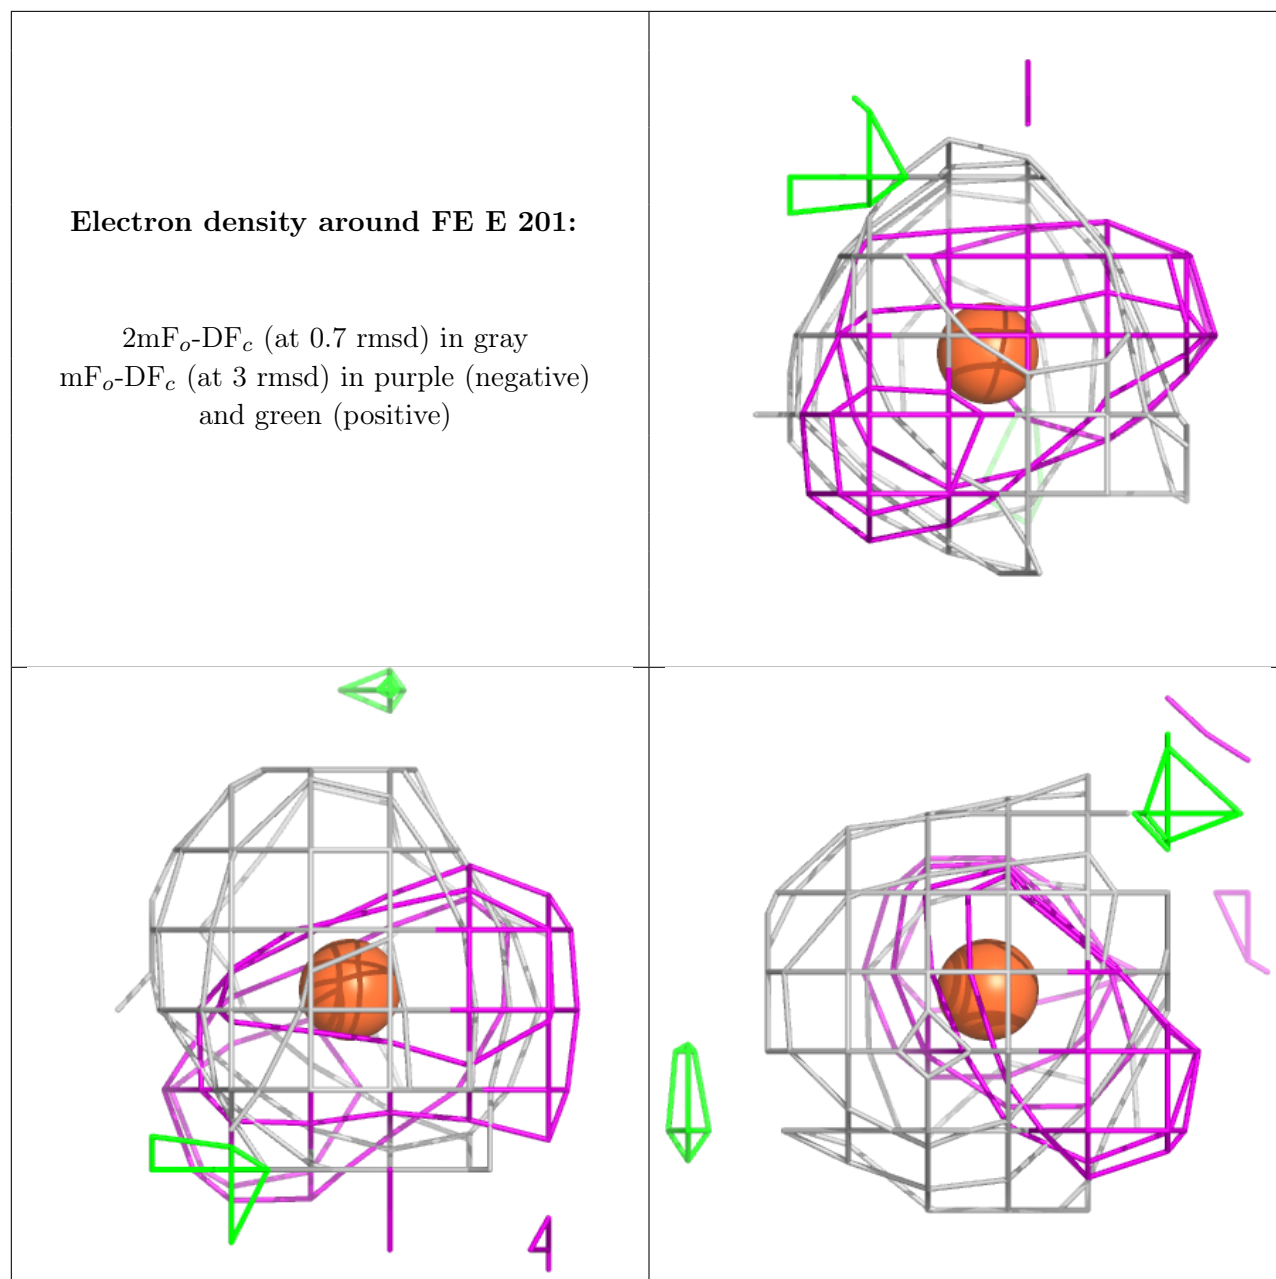 Electron density around FE E 201:
2mFo-DFc (at 0.7 rmsd) in gray
mFo-DFc (at 3 rmsd) in purple (negative)
and green (positive)